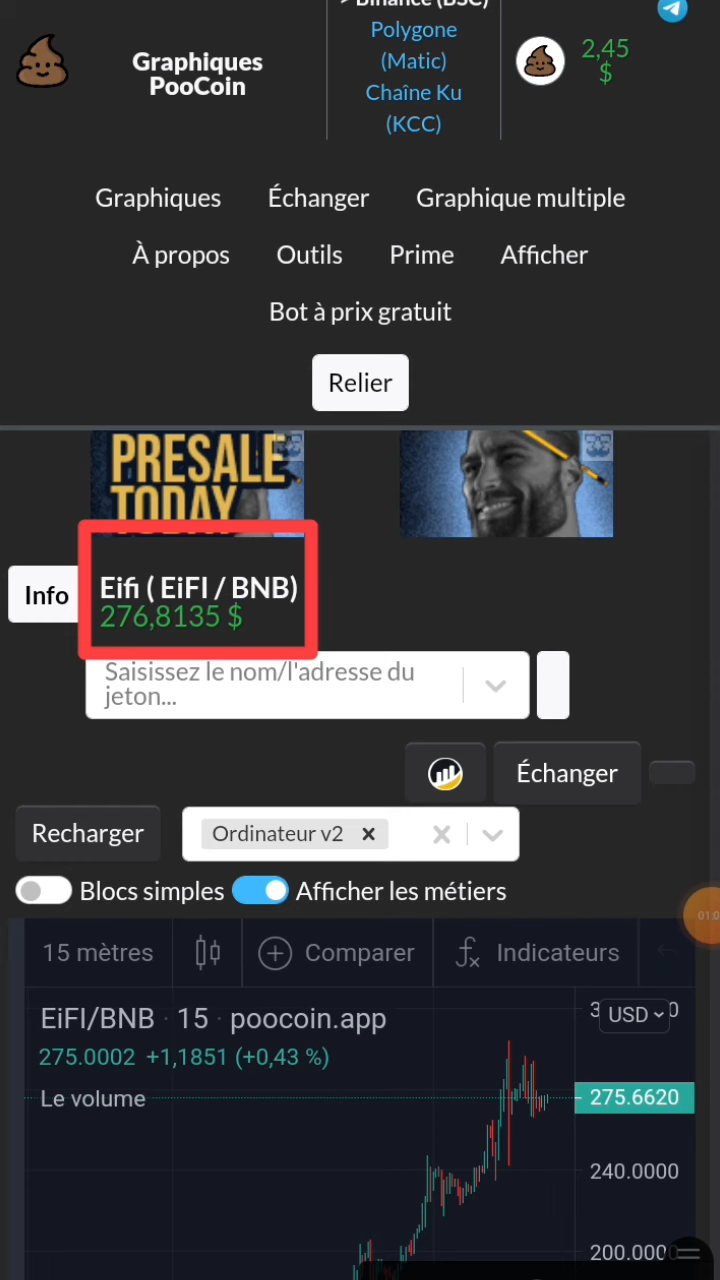 Binance (BSC)
Polygone
(Matic)
Chaîne Ku
(KCC)
Graphiques
PooCoin
2,45
$
Graphiques Échanger Graphique multiple
À propos Outils Prime Afficher
Bot à prix gratuit
Relier
PRESALE
TODAY
Info
Eifi ( EiFI / BNB)
276,8135 $
Saisissez le nom/l'adresse du
jeton...
Échanger
Recharger
Ordinateur v2 ×
Blocs simples Afficher les métiers
15 mètres Comparer fx Indicateurs
EiFI/BNB · 15 · poocoin.app
USD
275.0002 +1,1851 (+0,43 %)
Le volume
275.6620
240.0000
200.0000